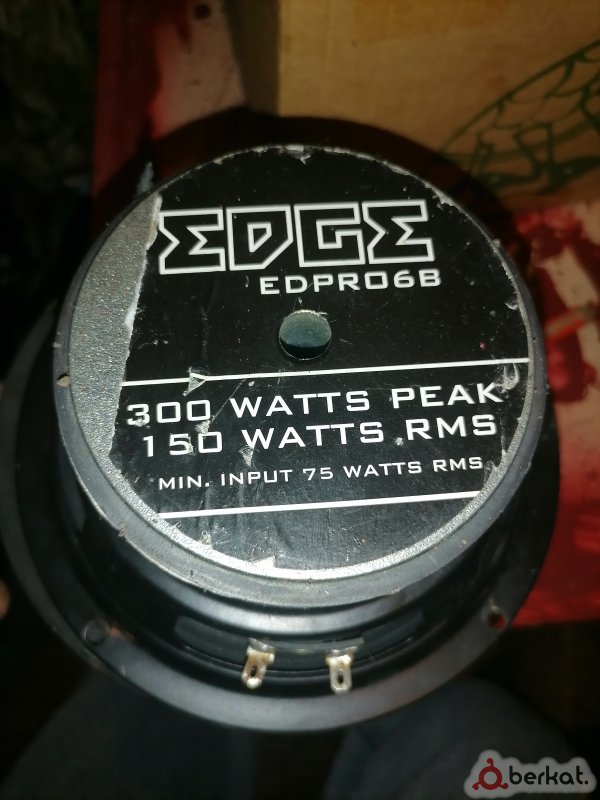 EDGE
EDPRO6B
300 WATTS PEAK
150 WATTS RMS
MIN. INPUT 75 WATTS RMS
berkat.